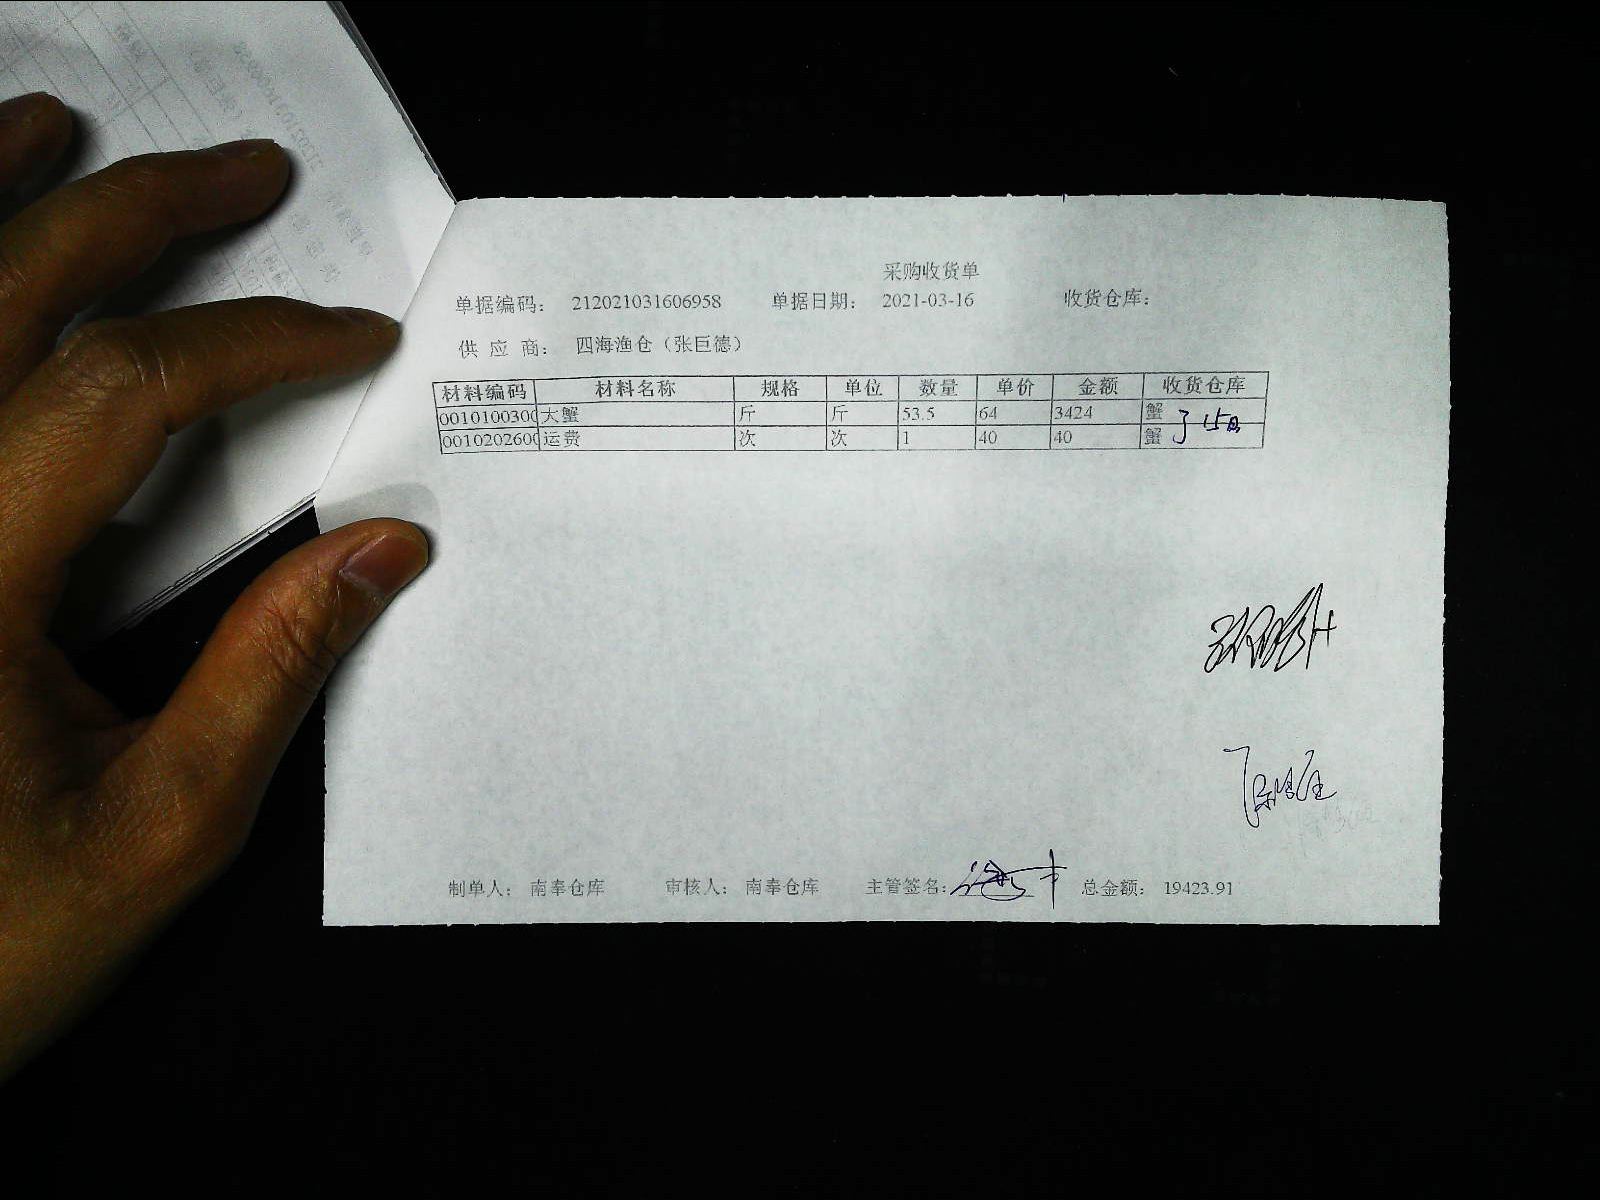 采购收货单
单据编码： 212021031606958 单据日期： 2021-03-16 收货仓库：
供 应 商： 四海渔仓（张巨德）
材料编码 材料名称 规格 单位 数量 单价 金额 收货仓库
0010100300 大蟹 斤 斤 53.5 64 3424 蟹
0010202600 运费 次 次 1 40 40 蟹
15日
制单人： 南奉仓库 审核人： 南奉仓库 主管签名： 总金额： 19423.91